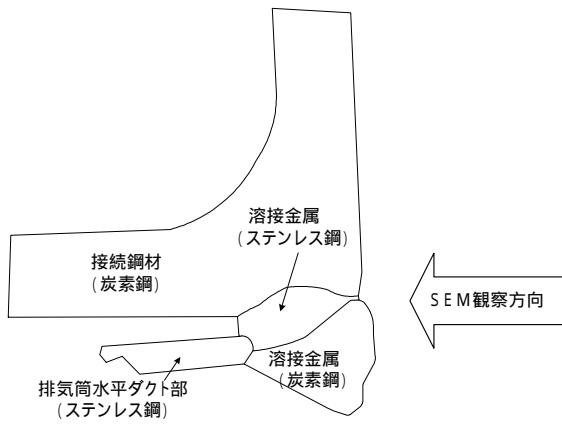 溶接金属
(ステンレス鋼)
接続鋼材
(炭素鋼)
SEM観察方向
溶接金属
(炭素鋼)
排気筒水平ダクト部
(ステンレス鋼)